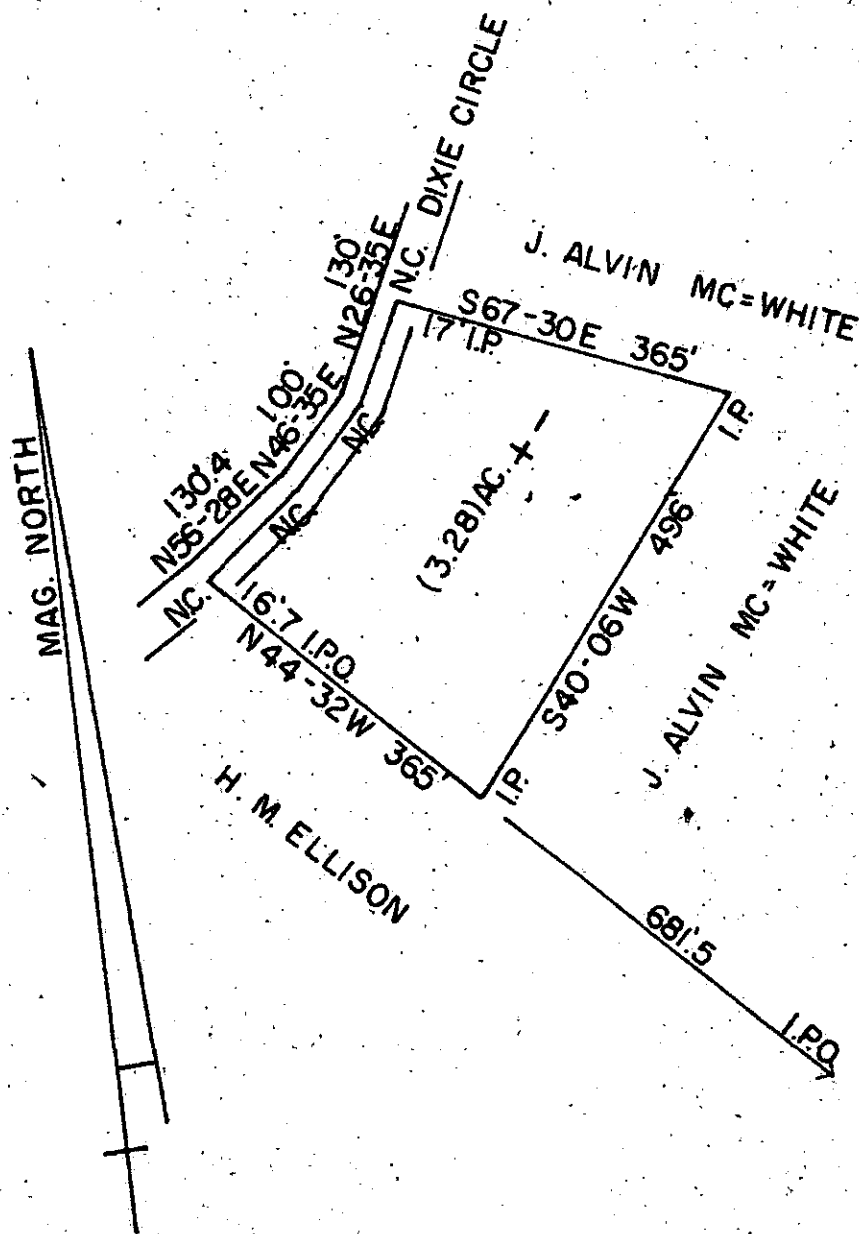 DIXIE CIRCLE
J. ALVIN MC=WHITE
130'
N26-35E
N.C.
S67-30E 365'
17' I.P.
I.P.
100'
N46-35E
N.C.
130'.4
N56-28E
N.C.
N.C.
MAG. NORTH
(3.28) AC. + -
116'.7 I.P.O.
N44-32W 365'
S40-06W 496'
I.P.
J. ALVIN MC=WHITE
H. M. ELLISON
681'.5
I.P.O.